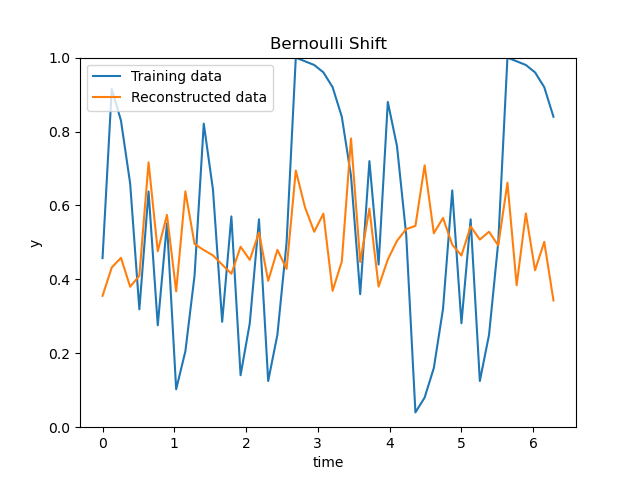 Bernoulli Shift
Training data
Reconstructed data
1.0
0.8
0.6
0.4
0.2
0.0
y
0 1 2 3 4 5 6
time